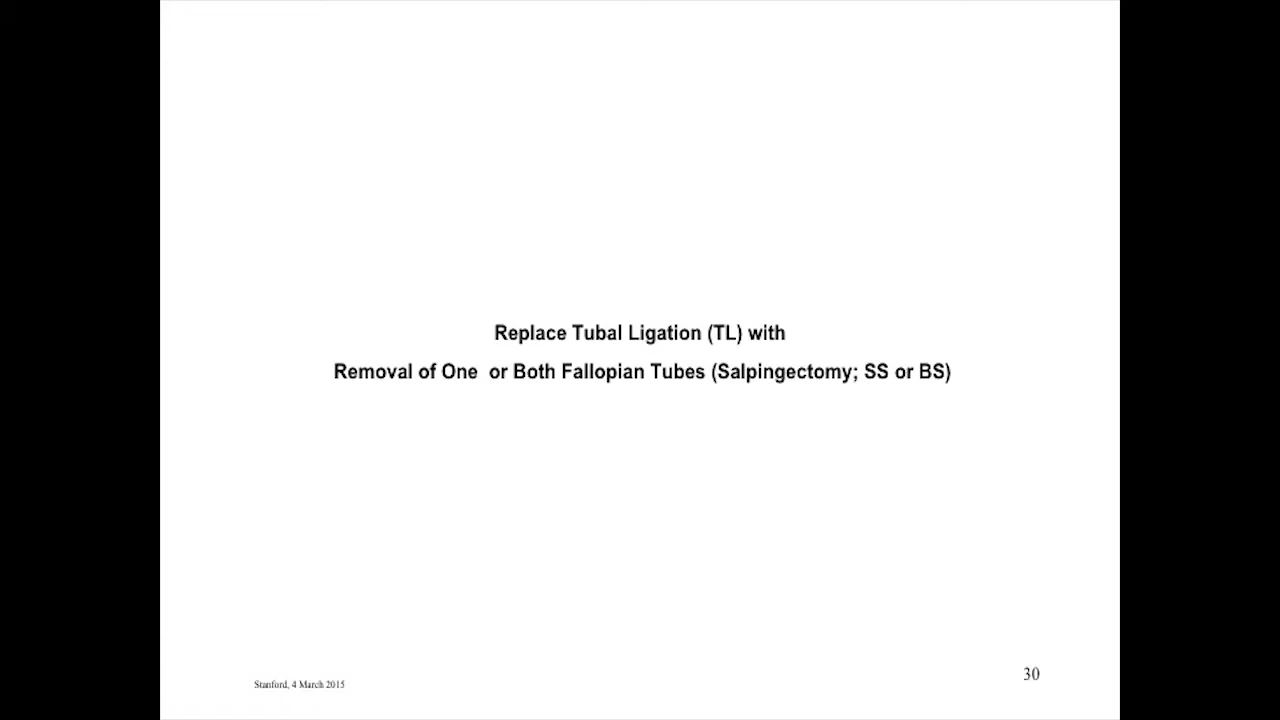 Replace Tubal Ligation (TL) with
Removal of One  or Both Fallopian Tubes (Salpingectomy; SS or BS)
Stanford, 4 March 2015
30